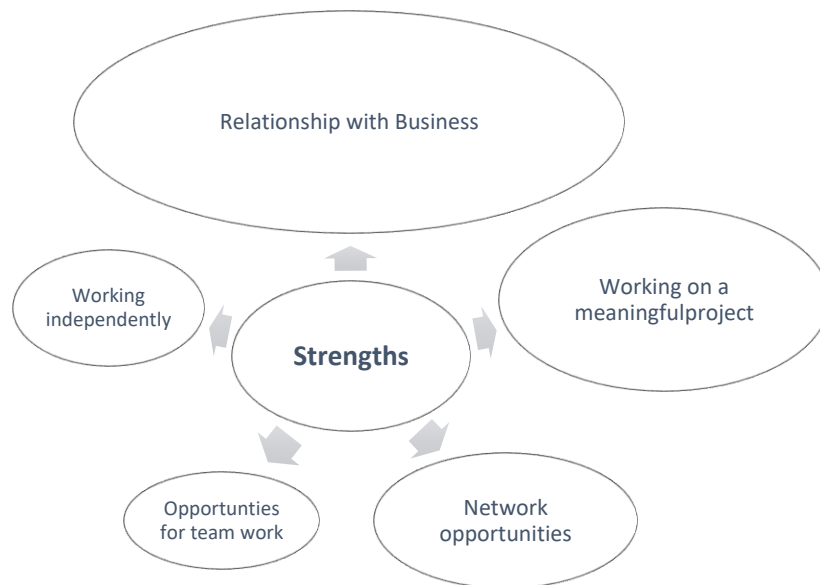 Relationship with Business
Working
independently
Working on a
meaningfulproject
Strengths
Opportunties
for team work
Network
opportunities